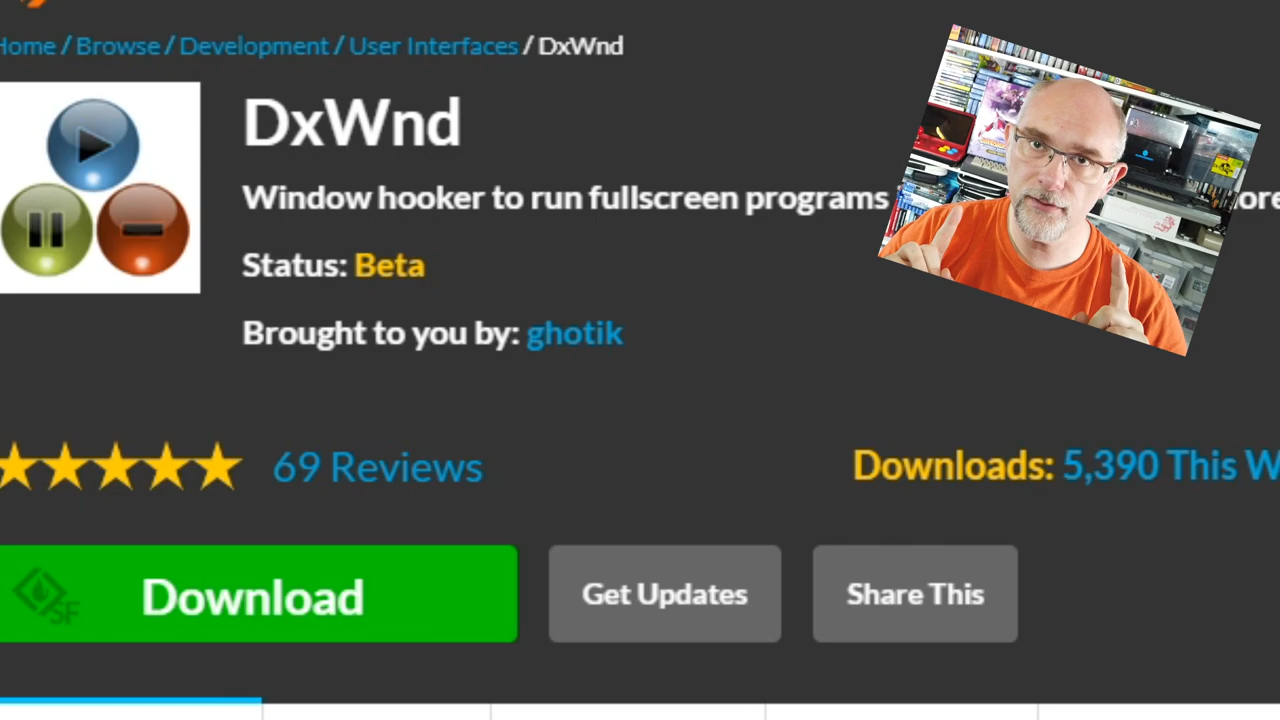 Home / Browse / Development / User Interfaces / DxWnd
DxWnd
Window hooker to run fullscreen programs
Status: Beta
Brought to you by: ghotik
69 Reviews
Downloads: 5,390 This W
SF
Download
Get Updates
Share This